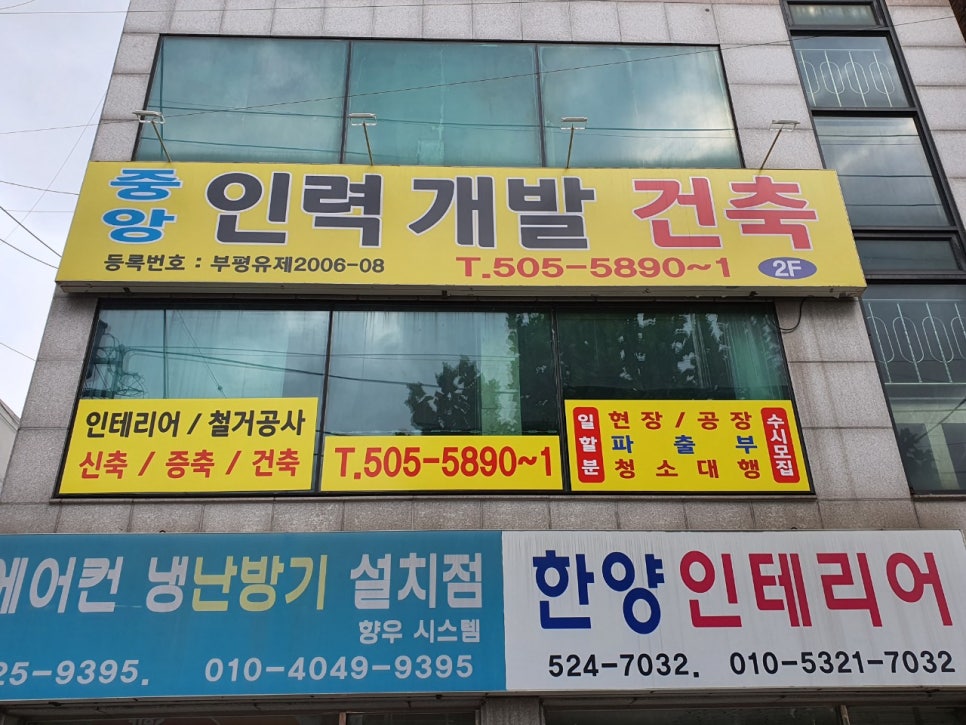 중앙 인력 개발 건축
등록번호 : 부평유제2006-08 T.505-5890~1 2F
인테리어 / 철거공사
신축 / 증축 / 건축
T.505-5890~1
일할분
현장 / 공장
파출부
청소대행
수시모집
에어컨 냉난방기 설치점
향우 시스템
25-9395. 010-4049-9395
한양인테리어
524-7032. 010-5321-7032